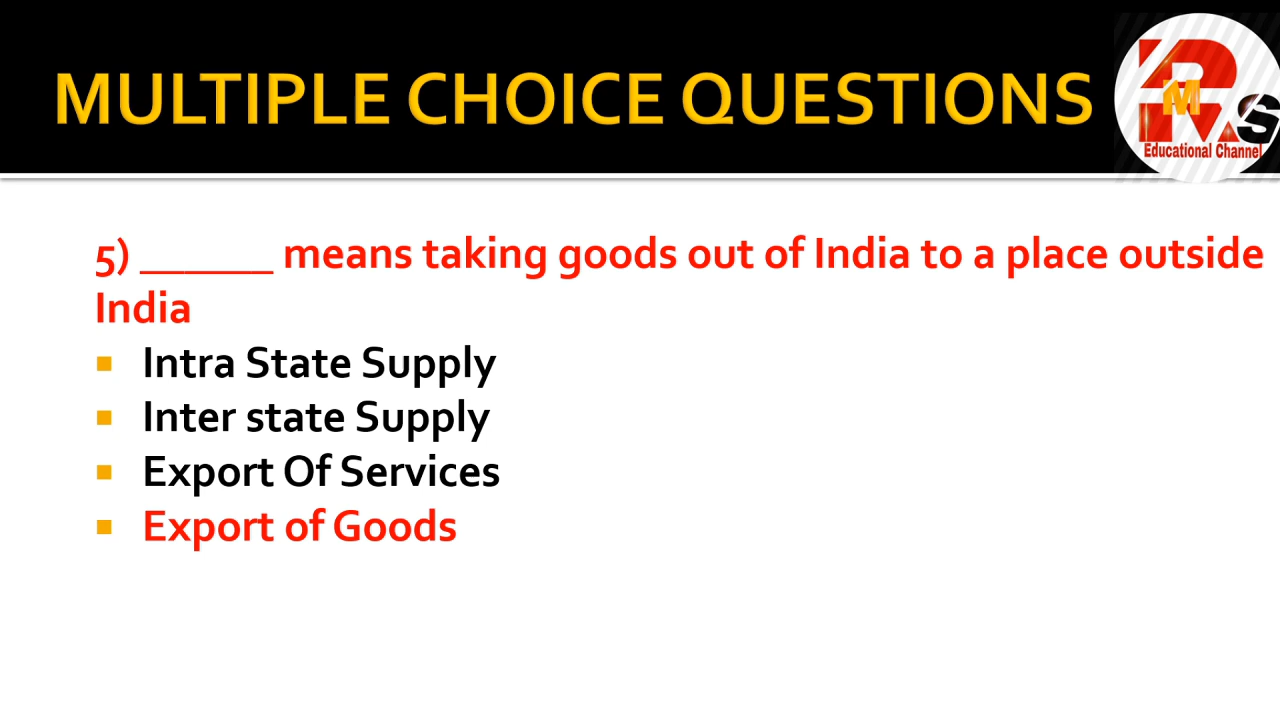 MULTIPLE CHOICE QUESTIONS
M
S
Educational Channel
5) ______ means taking goods out of India to a place outside
India
Intra State Supply
Inter state Supply
Export Of Services
Export of Goods